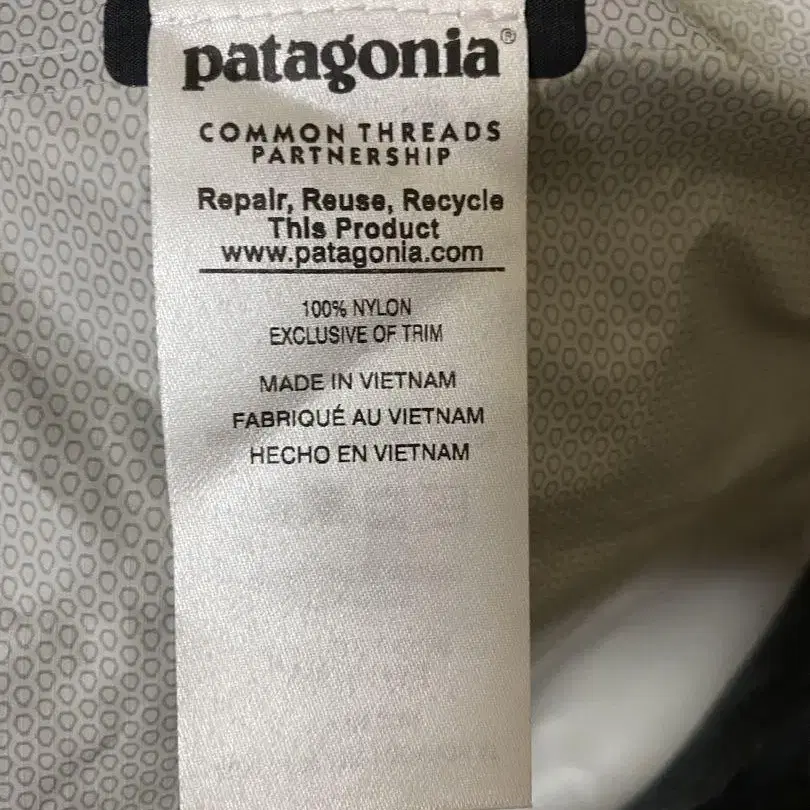 patagonia®
COMMON THREADS
PARTNERSHIP
Repair, Reuse, Recycle
This Product
www.patagonia.com
100% NYLON
EXCLUSIVE OF TRIM
MADE IN VIETNAM
FABRIQUÉ AU VIETNAM
HECHO EN VIETNAM